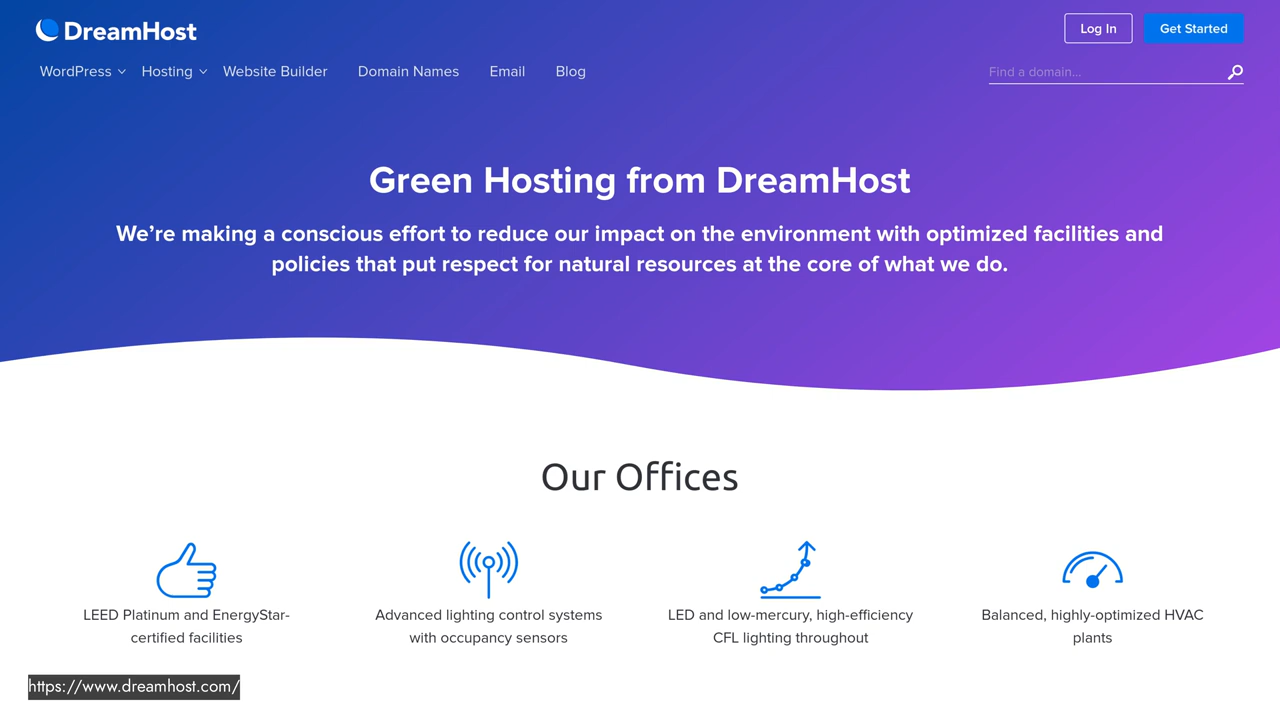 DreamHost
Log In
Get Started
WordPress
Hosting
Website Builder
Domain Names
Email
Blog
Find a domain...
Green Hosting from DreamHost
We’re making a conscious effort to reduce our impact on the environment with optimized facilities and
policies that put respect for natural resources at the core of what we do.
Our Offices
LEED Platinum and EnergyStar-
certified facilities
Advanced lighting control systems
with occupancy sensors
LED and low-mercury, high-efficiency
CFL lighting throughout
Balanced, highly-optimized HVAC
plants
https://www.dreamhost.com/